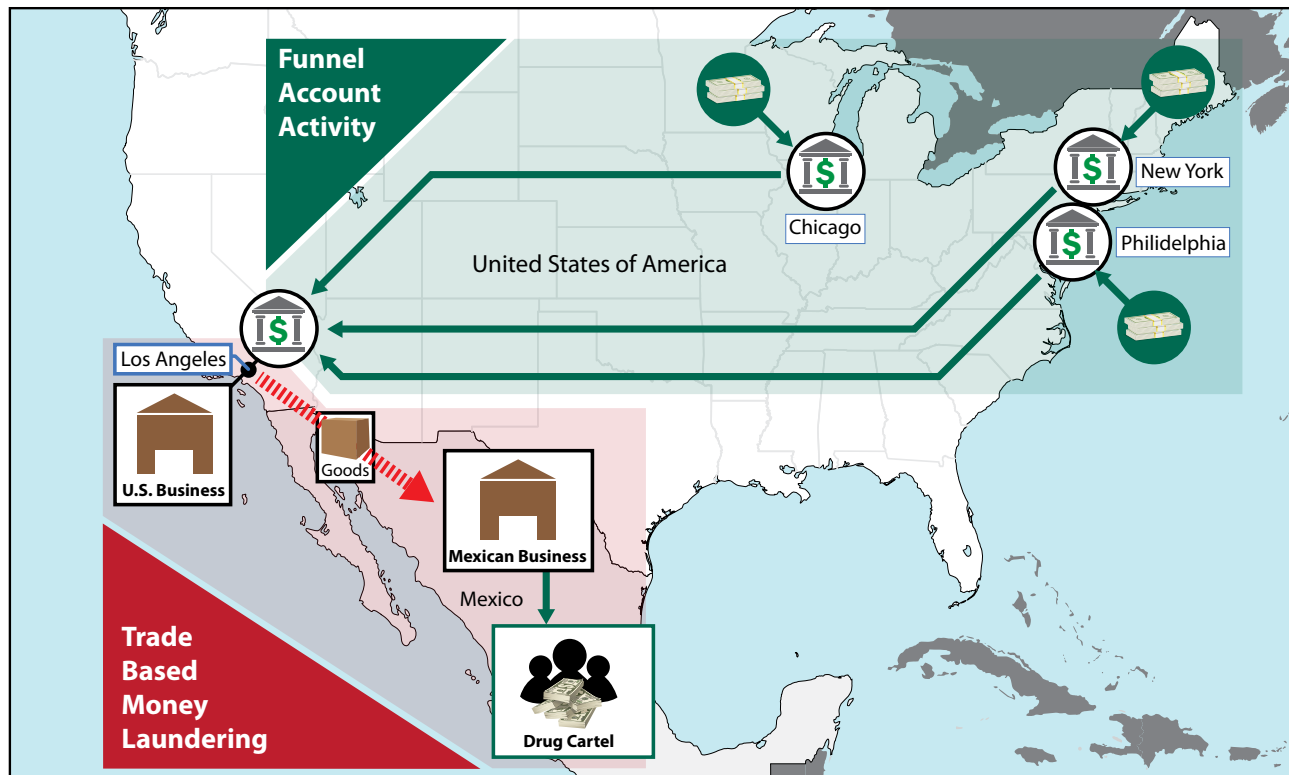 Funnel
Account
Activity
New York
Chicago
Philidelphia
United States of America
Los Angeles
Goods
U.S. Business
Mexican Business
Mexico
Trade
Based
Money
Laundering
Drug Cartel
$
$
$
$